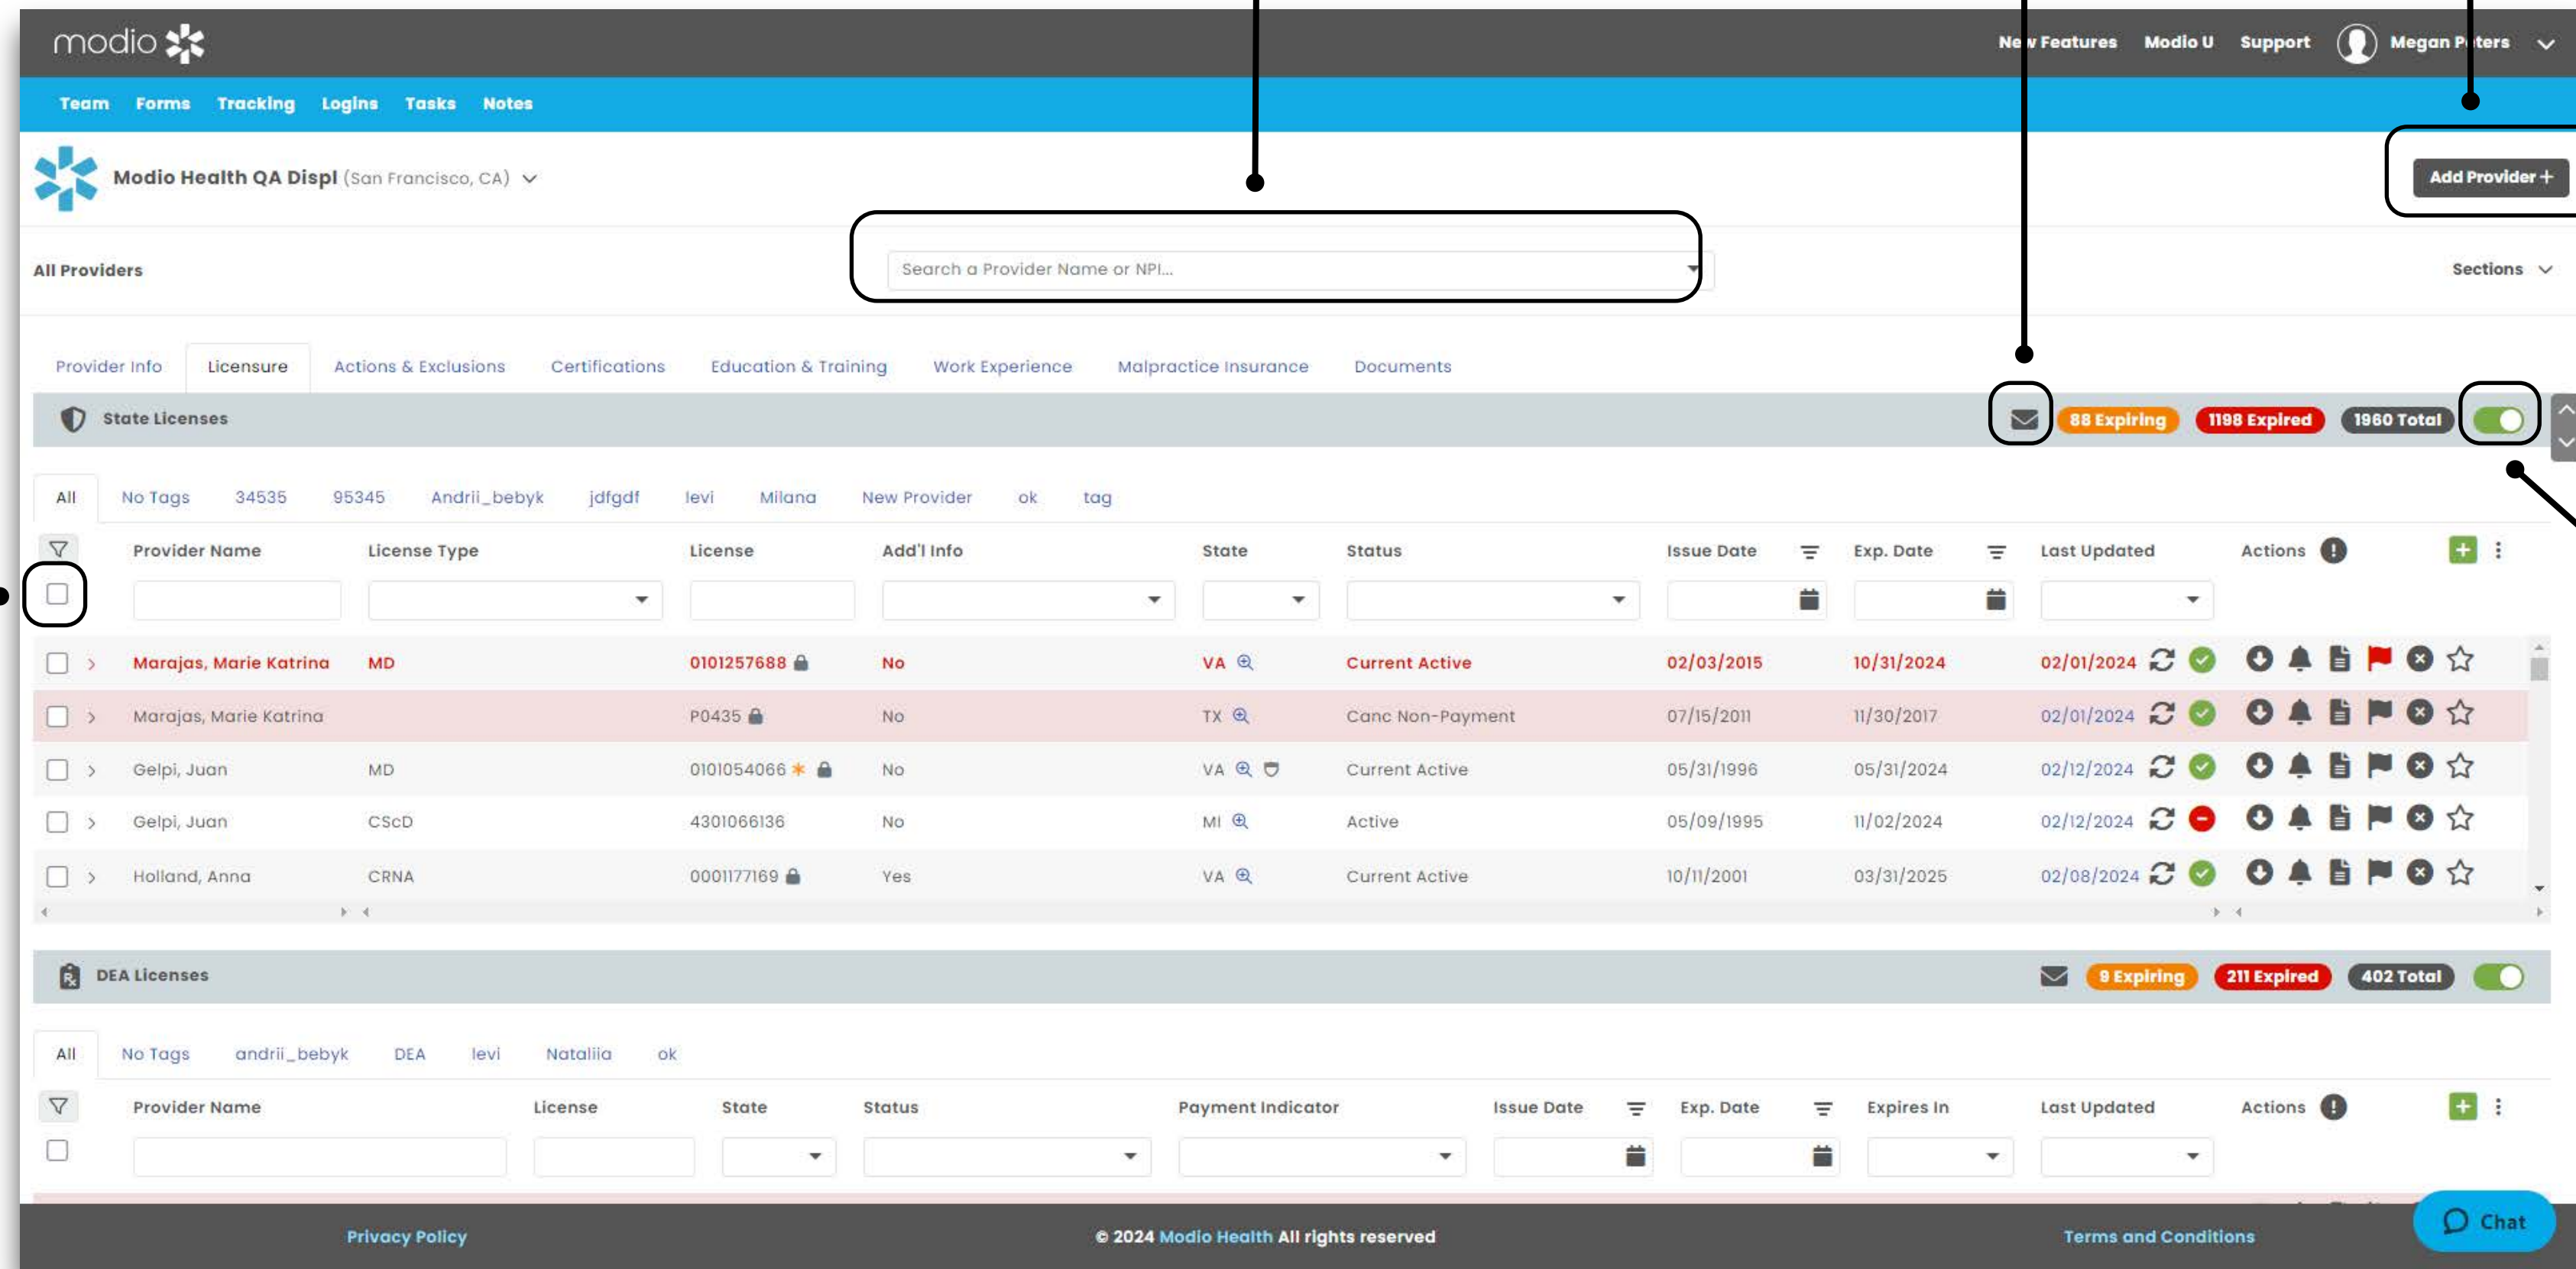 modio
New Features Modio U Support Megan Peters
Team Forms Tracking Logins Tasks Notes
Modio Health QA Displ (San Francisco, CA)
Add Provider+
All Providers Search a Provider Name or NPI... Sections
Provider Info Licensure Actions & Exclusions Certifications Education & Training Work Experience Malpractice Insurance Documents
State Licenses 88 Expiring 1198 Expired 1960 Total
All No Tags 34535 95345 Andrii_bebyk jdfgdf levi Milana New Provider ok tag
Provider Name License Type License Add'l Info State Status Issue Date Exp. Date Last Updated Actions
Marajas, Marie Katrina MD 0101257688 No VA Current Active 02/03/2015 10/31/2024 02/01/2024
Marajas, Marie Katrina P0435 No TX Canc Non-Payment 07/15/2011 11/30/2017 02/01/2024
Gelpi, Juan MD 0101054066 * No VA Current Active 05/31/1996 05/31/2024 02/12/2024
Gelpi, Juan CScD 4301066136 No MI Active 05/09/1995 11/02/2024 02/12/2024
Holland, Anna CRNA 0001177169 Yes VA Current Active 10/11/2001 03/31/2025 02/08/2024
DEA Licenses 9 Expiring 211 Expired 402 Total
All No Tags andrii_bebyk DEA levi Nataliia ok
Provider Name License State Status Payment Indicator Issue Date Exp. Date Expires In Last Updated Actions
Privacy Policy © 2024 Modio Health All rights reserved Terms and Conditions
Chat